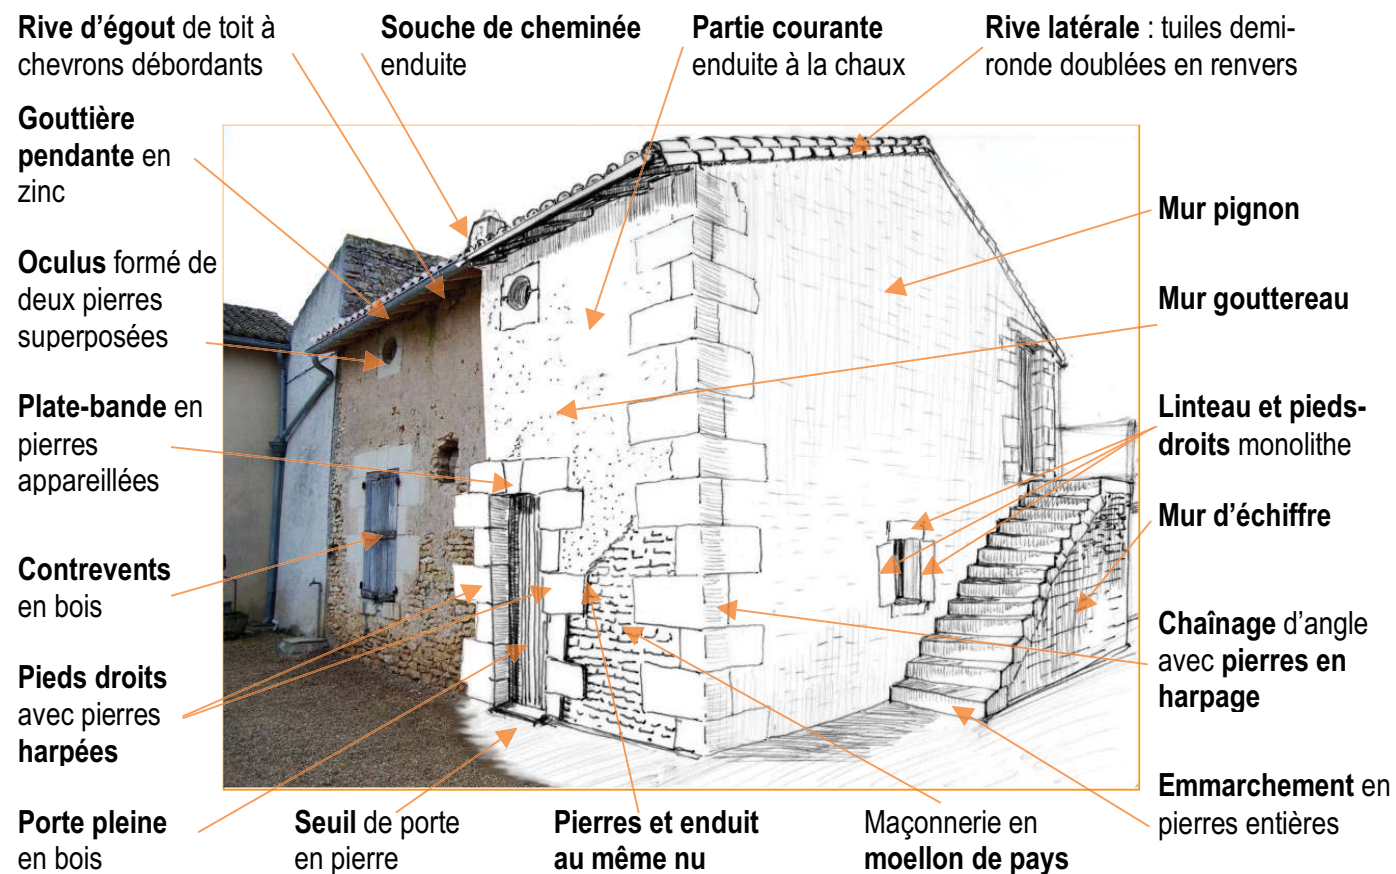 Rive d’égout de toit à
chevrons débordants
Souche de cheminée
enduite
Partie courante
enduite à la chaux
Rive latérale : tuiles demi-
ronde doublées en renvers
Gouttière
pendante en
zinc
Oculus formé de
deux pierres
superposées
Plate-bande en
pierres
appareillées
Contrevents
en bois
Pieds droits
avec pierres
harpées
Porte pleine
en bois
Seuil de porte
en pierre
Pierres et enduit
au même nu
Maçonnerie en
moellon de pays
Mur pignon
Mur gouttereau
Linteau et pieds-
droits monolithe
Mur d’échiffre
Chaînage d’angle
avec pierres en
harpage
Emmarchement en
pierres entières